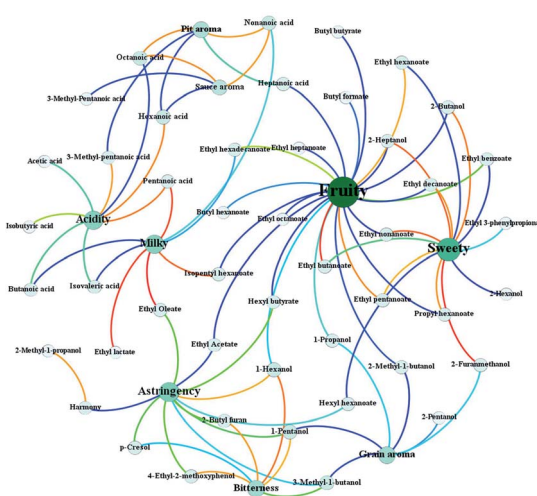 Nonanoic acid
Pit aroma
Butyl butyrate
Octanoic acid
Ethyl hexanoate
Heptanoic acid
Sauce aroma
3-Methyl-Pentanoic acid
Butyl formate
2-Butanol
Hexanoic acid
2-Heptanol
Ethyl hexaderanoate
Ethyl heptanoate
Acetic acid
3-Methyl-pentanoic acid
Ethyl benzoate
Pentanoic acid
Ethyl decanoate
Fruity
Butyl hexanoate
Ethyl octanoate
Acidity
Isobutyric acid
Ethyl 3-phenylpropiona
Ethyl nonanoate
Milky
Sweety
Ethyl butanoate
Isopentyl hexanoate
Butanoic acid
Isovaleric acid
2-Hexanol
Hexyl butyrate
Ethyl pentanoate
Ethyl Oleate
Propyl hexanoate
1-Propanol
Ethyl Acetate
2-Methyl-1-propanol
Ethyl lactate
1-Hexanol
2-Methyl-1-butanol
2-Furanmethanol
Astringency
Harmony
Hexyl hexanoate
2-Butyl furan
2-Pentanol
1-Pentanol
p-Cresol
Grain aroma
4-Ethyl-2-methoxyphenol
3-Methyl-1-butanol
Bitterness